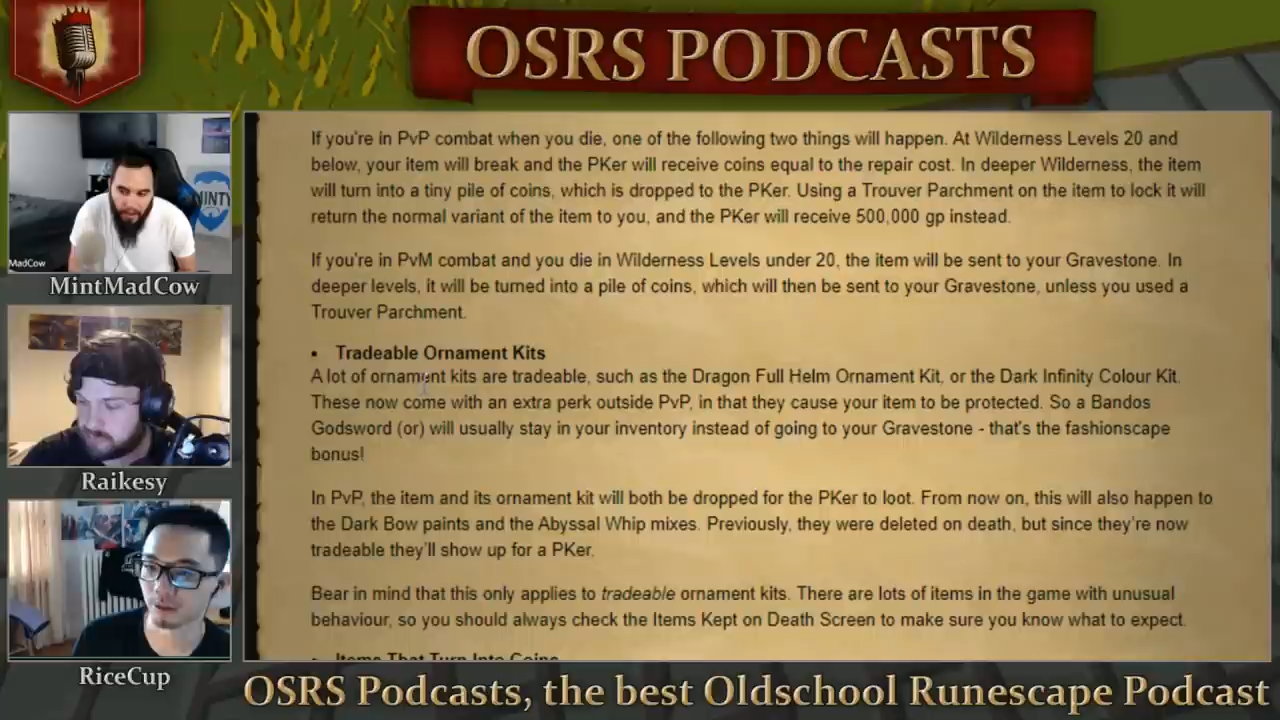 OSRS PODCASTS
If you're in PvP combat when you die, one of the following two things will happen. At Wilderness Levels 20 and
below, your item will break and the PKer will receive coins equal to the repair cost. In deeper Wilderness, the item
will turn into a tiny pile of coins, which is dropped to the PKer. Using a Trouver Parchment on the item to lock it will
return the normal variant of the item to you, and the PKer will receive 500,000 gp instead.
If you're in PvM combat and you die in Wilderness Levels under 20, the item will be sent to your Gravestone. In
deeper levels, it will be turned into a pile of coins, which will then be sent to your Gravestone, unless you used a
Trouver Parchment.
• Tradeable Ornament Kits
A lot of ornament kits are tradeable, such as the Dragon Full Helm Ornament Kit, or the Dark Infinity Colour Kit.
These now come with an extra perk outside PvP, in that they cause your item to be protected. So a Bandos
Godsword (or) will usually stay in your inventory instead of going to your Gravestone - that's the fashionscape
bonus!
In PvP, the item and its ornament kit will both be dropped for the PKer to loot. From now on, this will also happen to
the Dark Bow paints and the Abyssal Whip mixes. Previously, they were deleted on death, but since they're now
tradeable they'll show up for a PKer.
Bear in mind that this only applies to tradeable ornament kits. There are lots of items in the game with unusual
behaviour, so you should always check the Items Kept on Death Screen to make sure you know what to expect.
• Items That Turn Into Coins
MINTY
MadCow
MintMadCow
Raikesy
RiceCup
OSRS Podcasts, the best Oldschool Runescape Podcast